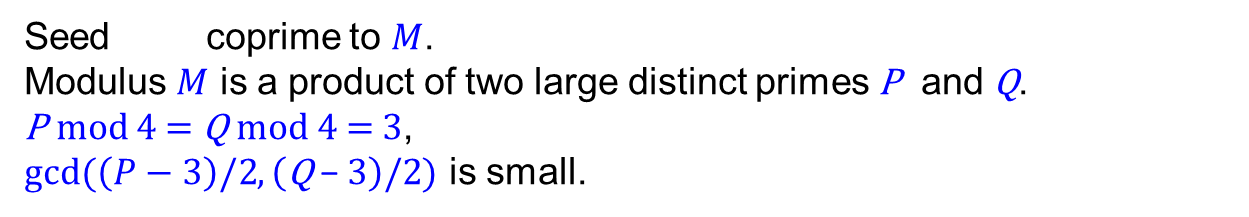 Seed coprime to M.
Modulus M is a product of two large distinct primes P and Q.
P mod 4 = Q mod 4 = 3,
gcd((P − 3)/2, (Q− 3)/2) is small.